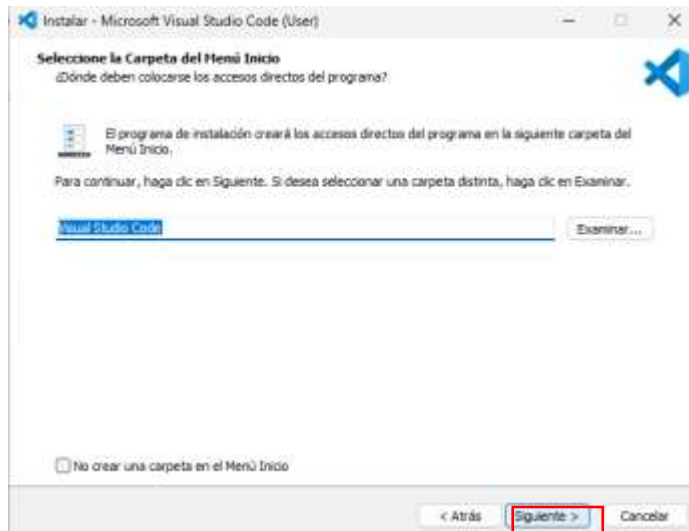 Instalar - Microsoft Visual Studio Code (User)
Seleccione la Carpeta del Menú Inicio
¿Dónde deben colocarse los accesos directos del programa?
El programa de instalación creará los accesos directos del programa en la siguiente carpeta del
Menú Inicio.
Para continuar, haga clic en Siguiente. Si desea seleccionar una carpeta distinta, haga clic en Examinar.
Visual Studio Code
Examinar...
No crear una carpeta en el Menú Inicio
< Atrás
Siguiente >
Cancelar